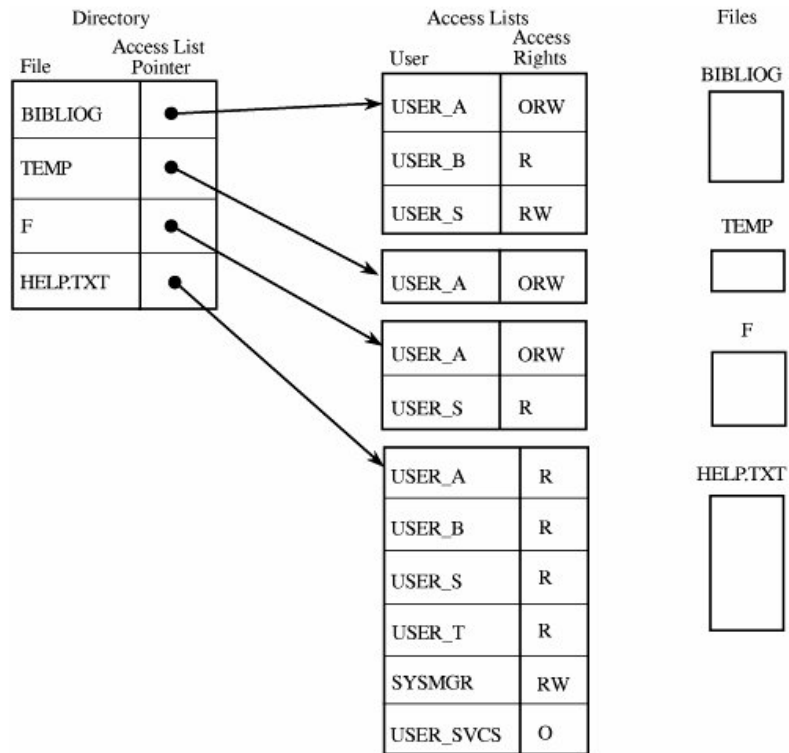 Directory
File
Access List
Pointer
BIBLIOG
TEMP
F
HELP.TXT
Access Lists
User
Access
Rights
USER_A ORW
USER_B R
USER_S RW
USER_A ORW
USER_A ORW
USER_S R
USER_A R
USER_B R
USER_S R
USER_T R
SYSMGR RW
USER_SVCS O
Files
BIBLIOG
TEMP
F
HELP.TXT